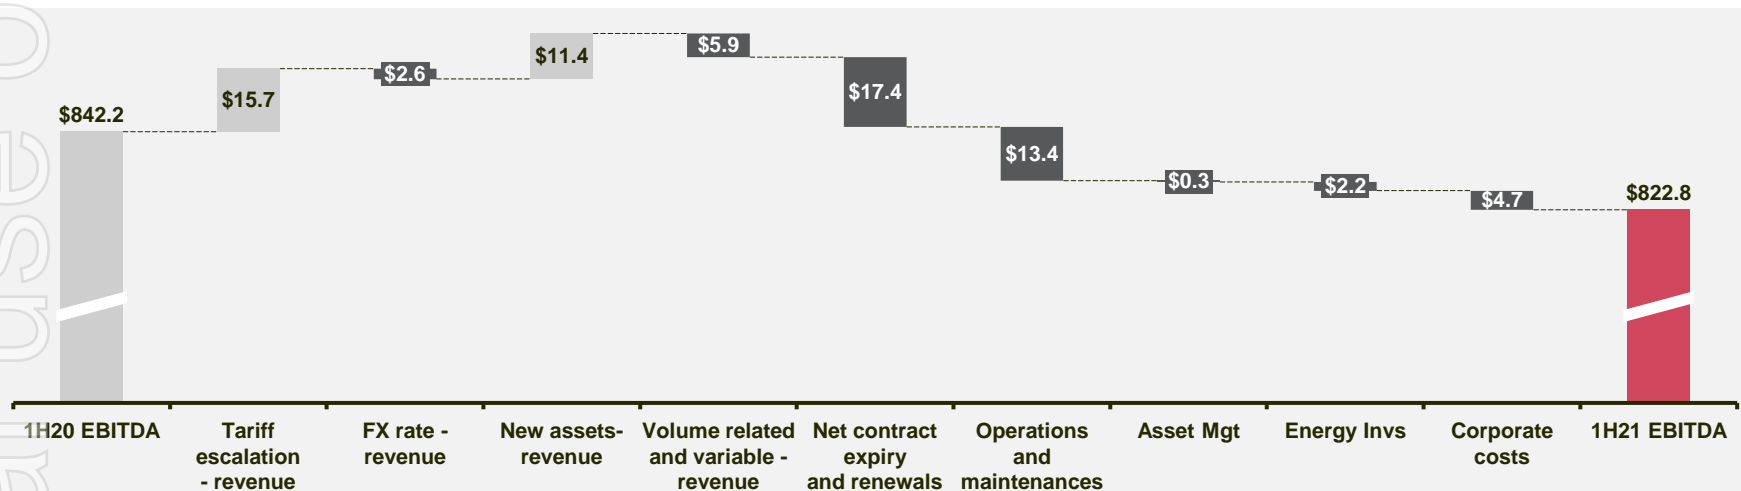 $842.2
$15.7
$2.6
$11.4
$5.9
$17.4
$13.4
$0.3
$2.2
$4.7
$822.8
1H20 EBITDA
Tariff
escalation
- revenue
FX rate -
revenue
New assets-
revenue
Volume related
and variable -
revenue
Net contract
expiry
and renewals
Operations
and
maintenances
Asset Mgt
Energy Invs
Corporate
costs
1H21 EBITDA
use o